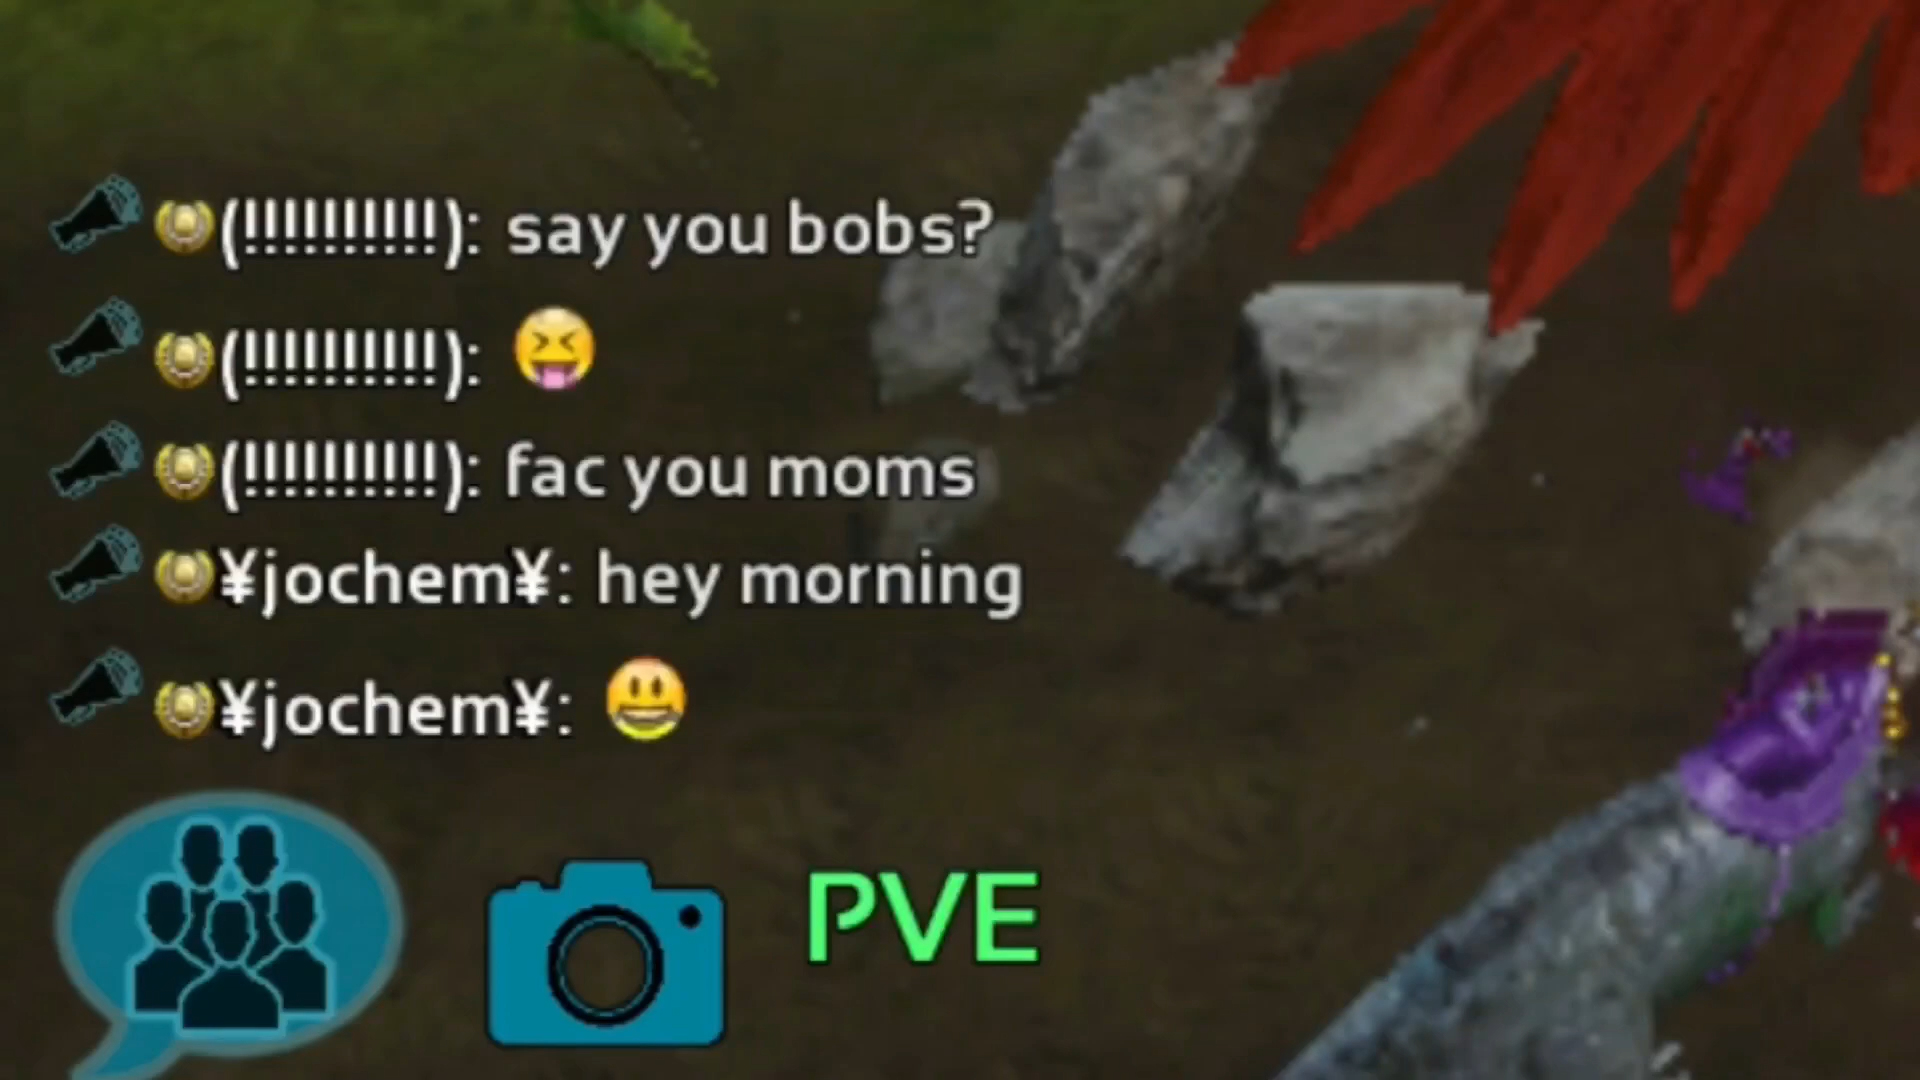 (!!!!!!!!!!): say you bobs?
(!!!!!!!!!!): 😝
(!!!!!!!!!!): fac you moms
¥jochem¥: hey morning
¥jochem¥: 😃
PVE